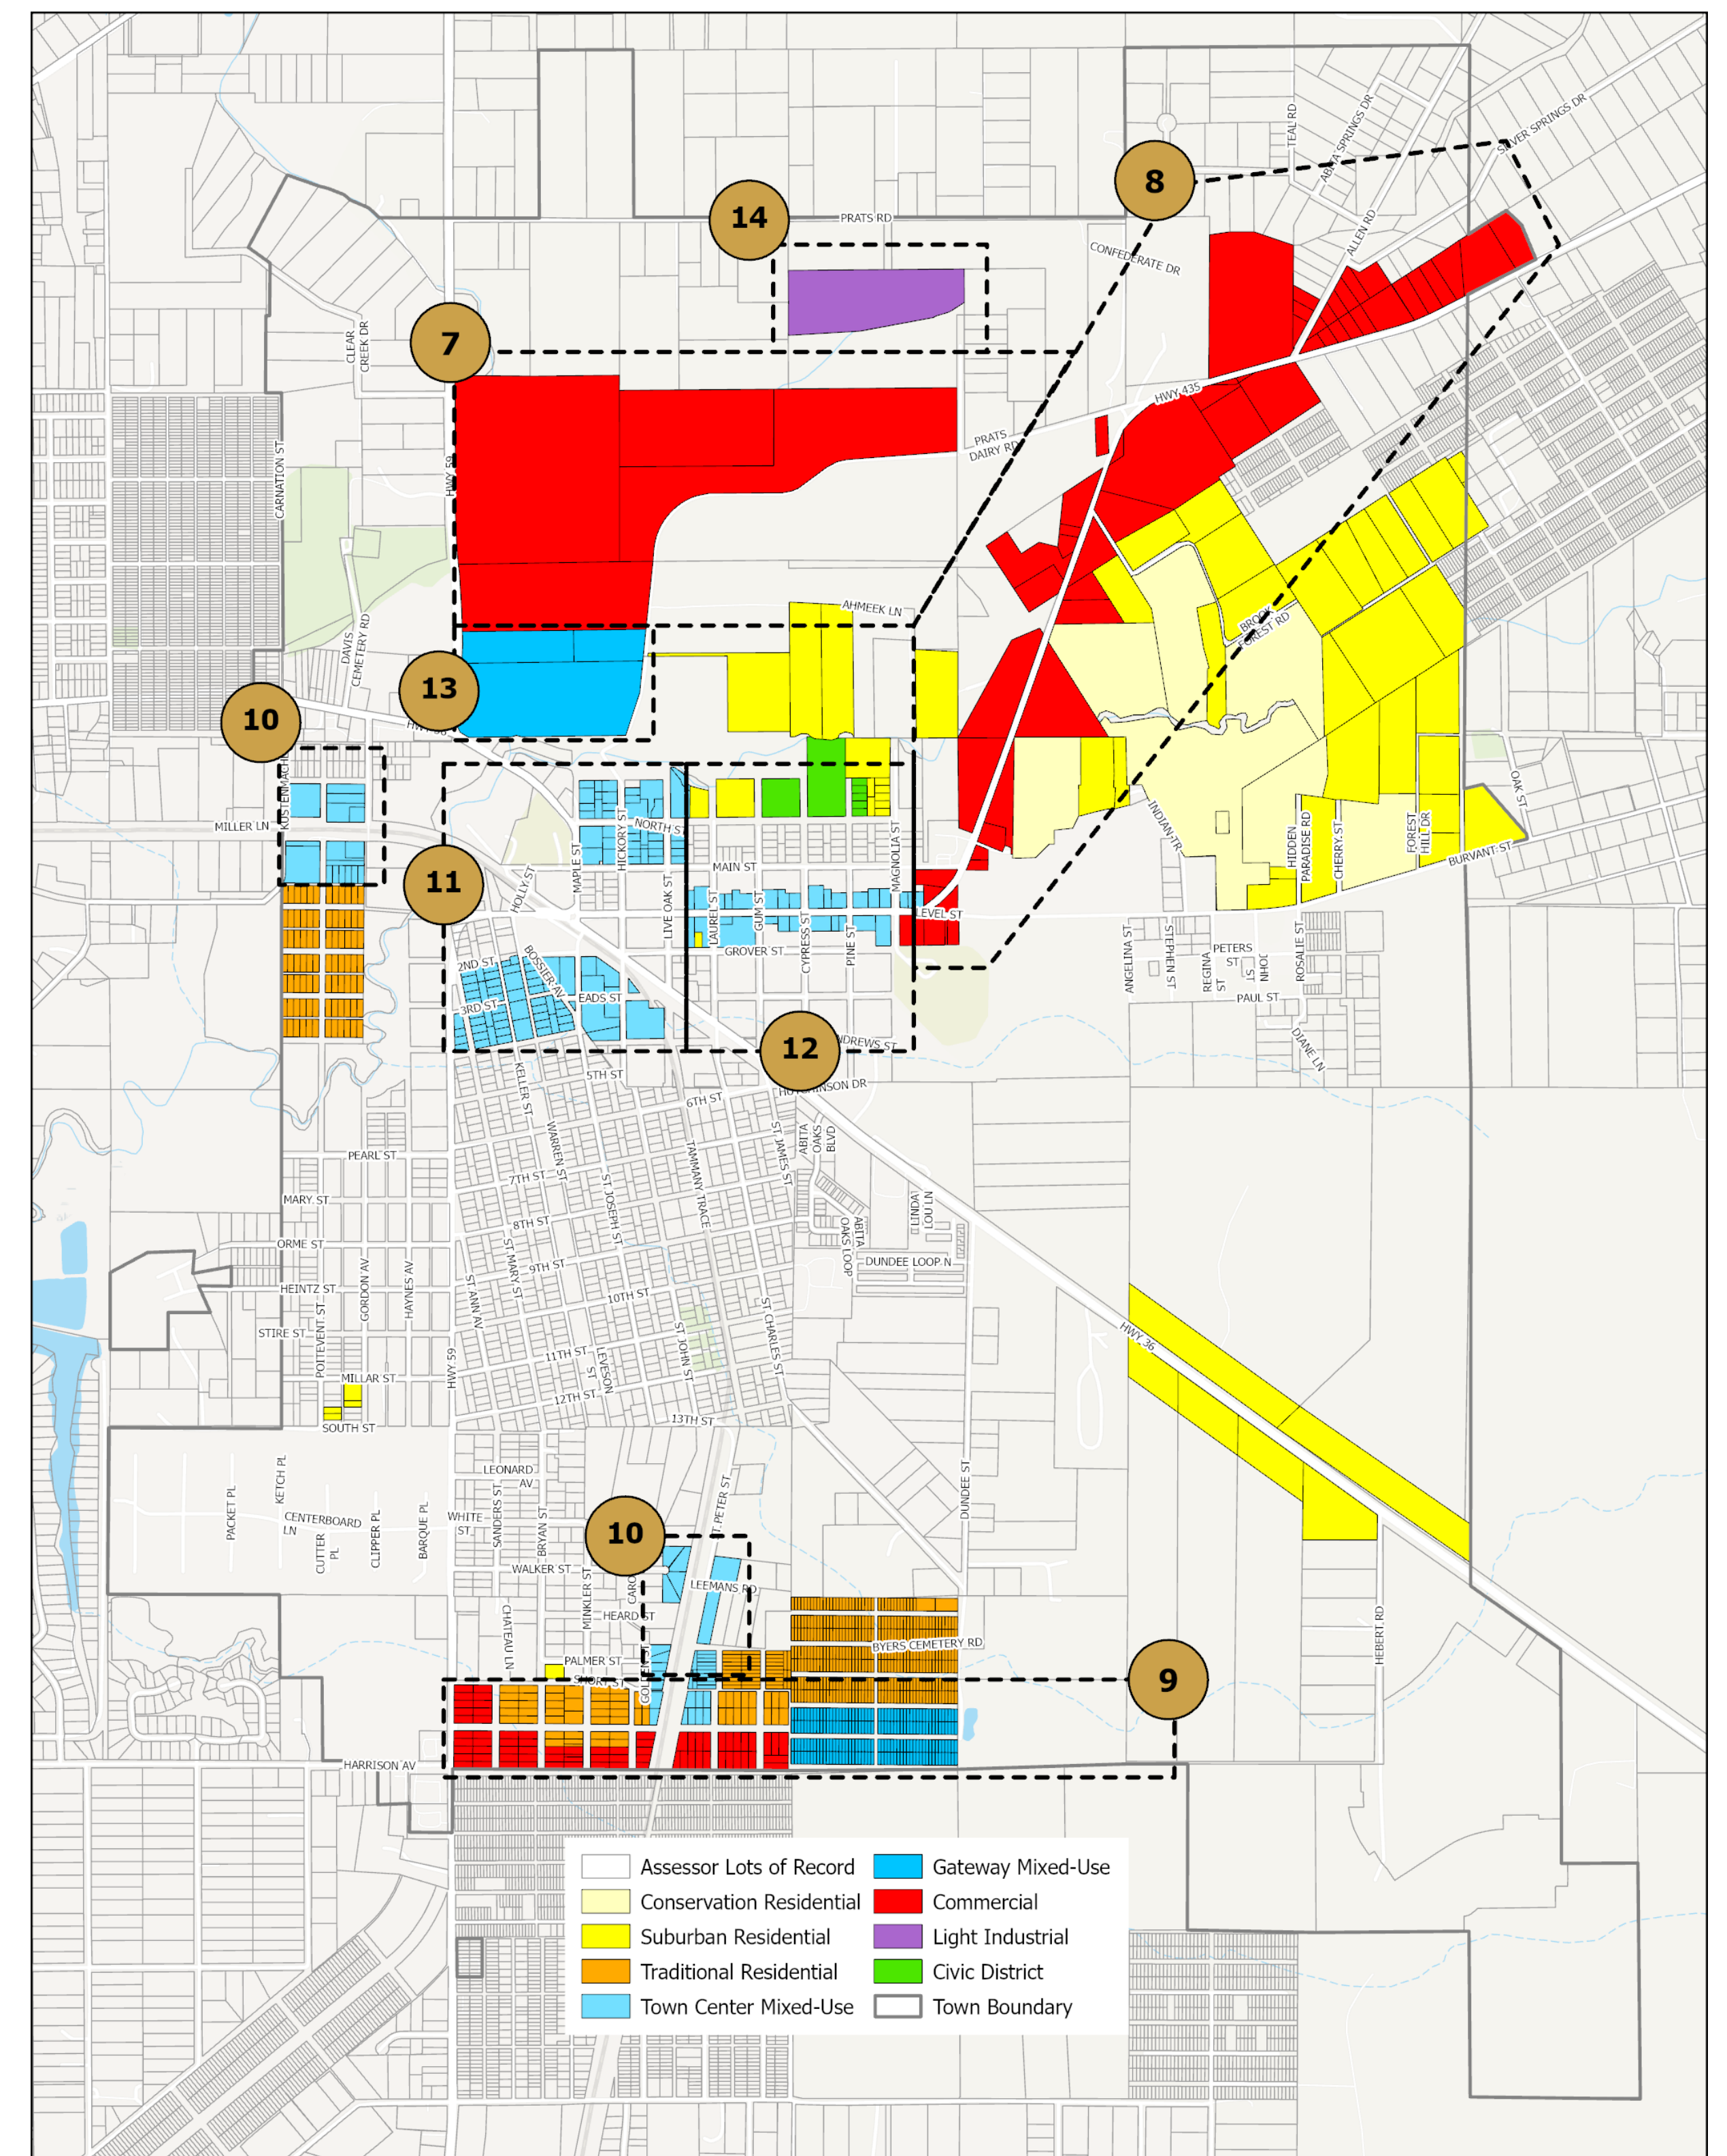 TEAL RD
ABITA SPRINGS DR
SILVER SPRINGS DR
8
14
PRATS RD
ALLEN RD
CONFEDERATE DR
7
CLEAR
CREEK DR
HWY 435
PRATS
DAIRY RD
HWY 59
CARNATION ST
AHMEEK LN
BROOK
FOREST RD
DAVIS
CEMETERY RD
13
10
MILLER LN
NORTH ST
HICKORY ST
MAPLE ST
MAIN ST
MAGNOLIA ST
INDIAN TR
HIDDEN
PARADISE RD
CHERRY ST
FOREST
HILL DR
OAK ST
BURVANT ST
11
HOLLY ST
LIVE OAK ST
LAUREL ST
GUM ST
CYPRESS ST
PINE ST
LEVEL ST
GROVER ST
2ND ST
BOSSIER AV
EADS ST
3RD ST
ANGELINA ST
STEPHEN ST
REGINA
ST
PETERS
ST
JOHN
ST
ROSALIE ST
PAUL ST
DIANE LN
12
5TH ST
KELLER ST
6TH ST
HUTCHINSON DR
WARREN ST
ST JAMES ST
ABITA
OAKS
BLVD
TAMMANY TRACE
PEARL ST
7TH ST
MARY ST
ST JOSEPH ST
LINDA
LOU LN
8TH ST
ABITA
OAKS LOOP
ORME ST
ST MARY ST
9TH ST
DUNDEE LOOP N
HEINTZ ST
GORDON AV
HAYNES AV
ST ANN AV
10TH ST
POITEVENT ST
STIRE ST
ST JOHN ST
ST CHARLES ST
HWY 36
11TH ST
LEVESON
ST
HWY 59
MILLAR ST
12TH ST
13TH ST
SOUTH ST
LEONARD
AV
KETCH PL
PACKET PL
CENTERBOARD
LN
CUTTER
PL
CLIPPER PL
BARQUE PL
WHITE
ST
SANDERS ST
BRYAN ST
DUNDEE ST
10
WALKER ST
MINKLER ST
LEEMANS RD
HEARD ST
CHATEAU LN
BYERS CEMETERY RD
HEBERT RD
PALMER ST
SHORT ST
9
HARRISON AV
Assessor Lots of Record
Conservation Residential
Suburban Residential
Traditional Residential
Town Center Mixed-Use
Gateway Mixed-Use
Commercial
Light Industrial
Civic District
Town Boundary